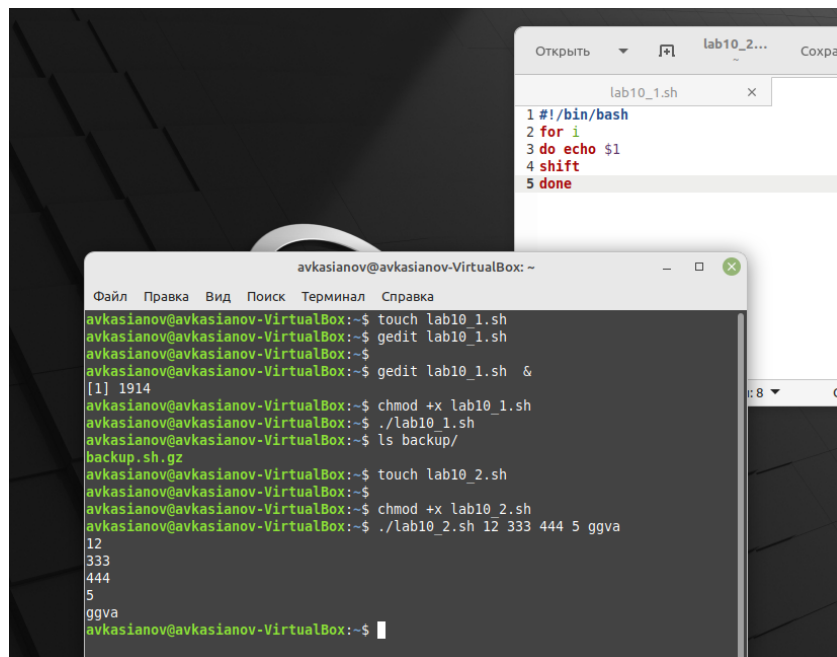 Открыть lab10_2... Сохра
~
lab10_1.sh ×
1 #!/bin/bash
2 for i
3 do echo $1
4 shift
5 done
: 8
avkasianov@avkasianov-VirtualBox: ~
Файл Правка Вид Поиск Терминал Справка
avkasianov@avkasianov-VirtualBox:~$ touch lab10_1.sh
avkasianov@avkasianov-VirtualBox:~$ gedit lab10_1.sh
avkasianov@avkasianov-VirtualBox:~$
avkasianov@avkasianov-VirtualBox:~$ gedit lab10_1.sh  &
[1] 1914
avkasianov@avkasianov-VirtualBox:~$ chmod +x lab10_1.sh
avkasianov@avkasianov-VirtualBox:~$ ./lab10_1.sh
avkasianov@avkasianov-VirtualBox:~$ ls backup/
backup.sh.gz
avkasianov@avkasianov-VirtualBox:~$ touch lab10_2.sh
avkasianov@avkasianov-VirtualBox:~$
avkasianov@avkasianov-VirtualBox:~$ chmod +x lab10_2.sh
avkasianov@avkasianov-VirtualBox:~$ ./lab10_2.sh 12 333 444 5 ggva
12
333
444
5
ggva
avkasianov@avkasianov-VirtualBox:~$